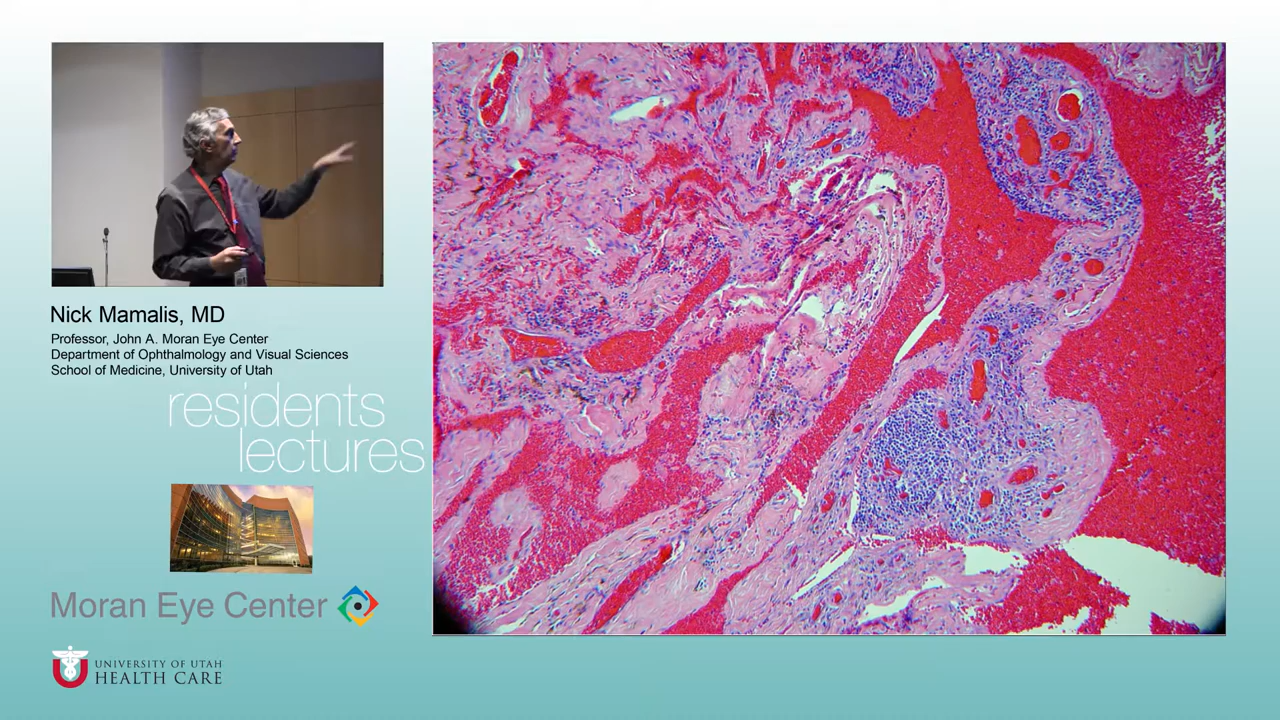 Nick Mamalis, MD
Professor, John A. Moran Eye Center
Department of Ophthalmology and Visual Sciences
School of Medicine, University of Utah
residents
lectures
Moran Eye Center
UNIVERSITY OF UTAH
HEALTH CARE